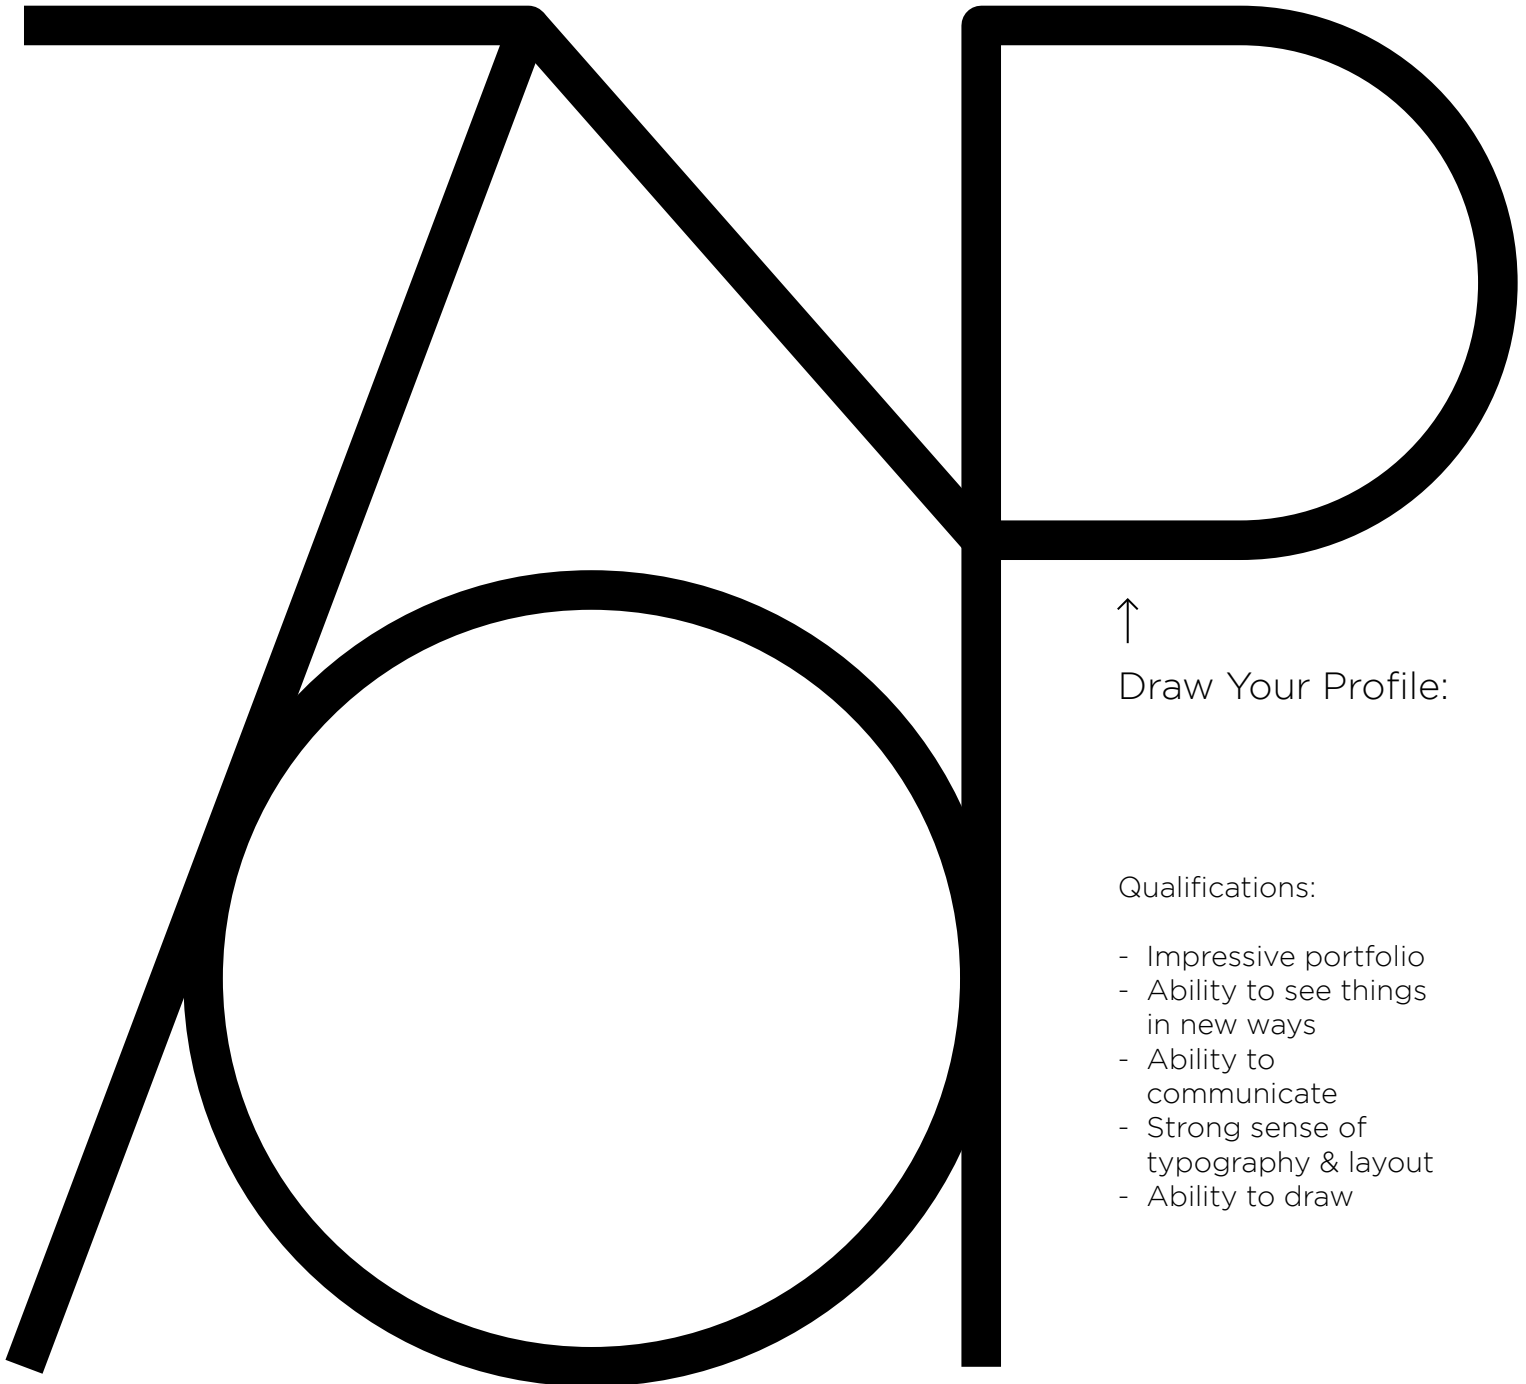 Draw Your Profile:
Qualifications:
- Impressive portfolio
- Ability to see things
in new ways
- Ability to
communicate
- Strong sense of
typography & layout
- Ability to draw